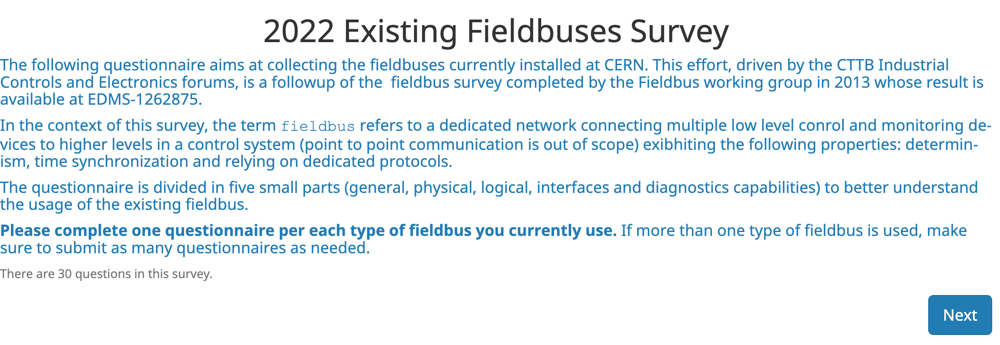 2022 Existing Fieldbuses Survey
The following questionnaire aims at collecting the fieldbuses currently installed at CERN. This effort, driven by the CTTB Industrial
Controls and Electronics forums, is a followup of the  fieldbus survey completed by the Fieldbus working group in 2013 whose result is
available at EDMS-1262875.
In the context of this survey, the term fieldbus refers to a dedicated network connecting multiple low level conrol and monitoring de-
vices to higher levels in a control system (point to point communication is out of scope) exibhiting the following properties: determin-
ism, time synchronization and relying on dedicated protocols.
The questionnaire is divided in five small parts (general, physical, logical, interfaces and diagnostics capabilities) to better understand
the usage of the existing fieldbus.
Please complete one questionnaire per each type of fieldbus you currently use. If more than one type of fieldbus is used, make
sure to submit as many questionnaires as needed.
There are 30 questions in this survey.
Next